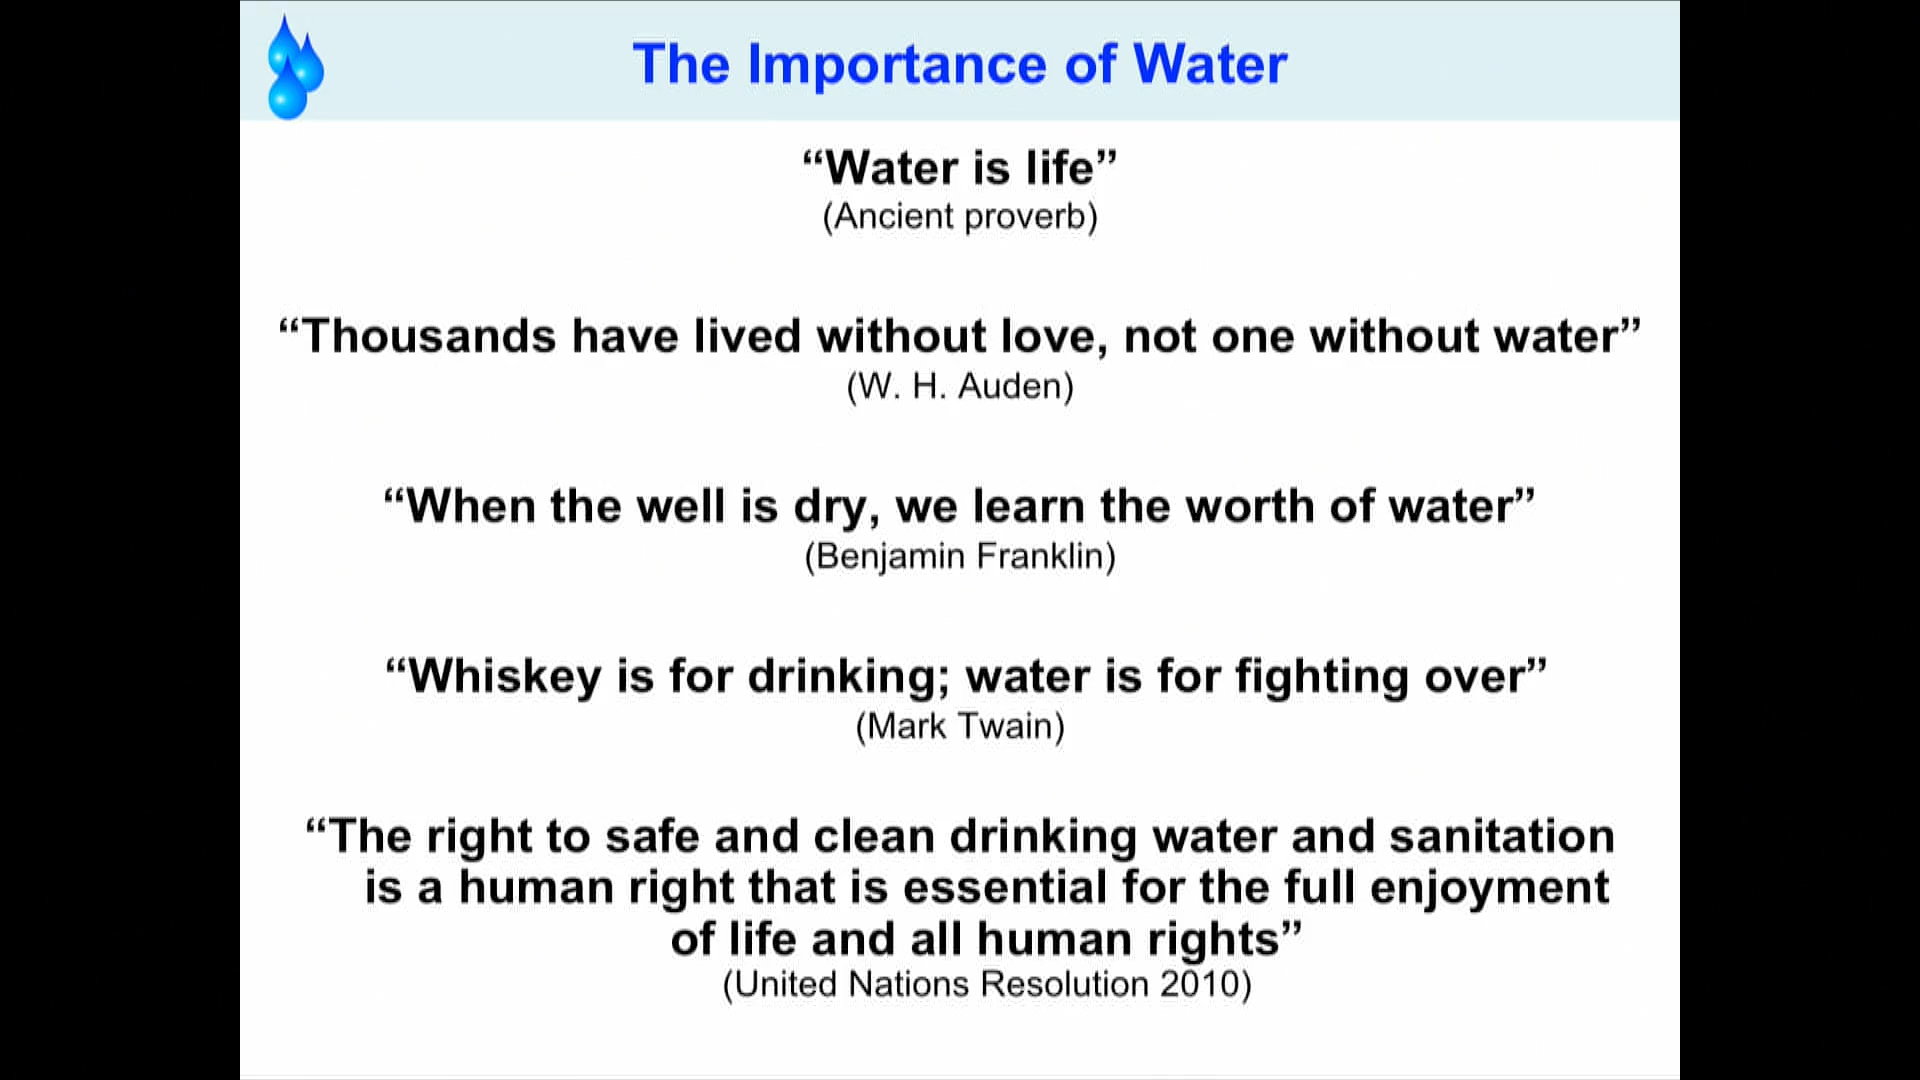 The Importance of Water
“Water is life”
(Ancient proverb)
“Thousands have lived without love, not one without water”
(W. H. Auden)
“When the well is dry, we learn the worth of water”
(Benjamin Franklin)
“Whiskey is for drinking; water is for fighting over”
(Mark Twain)
“The right to safe and clean drinking water and sanitation
is a human right that is essential for the full enjoyment
of life and all human rights”
(United Nations Resolution 2010)